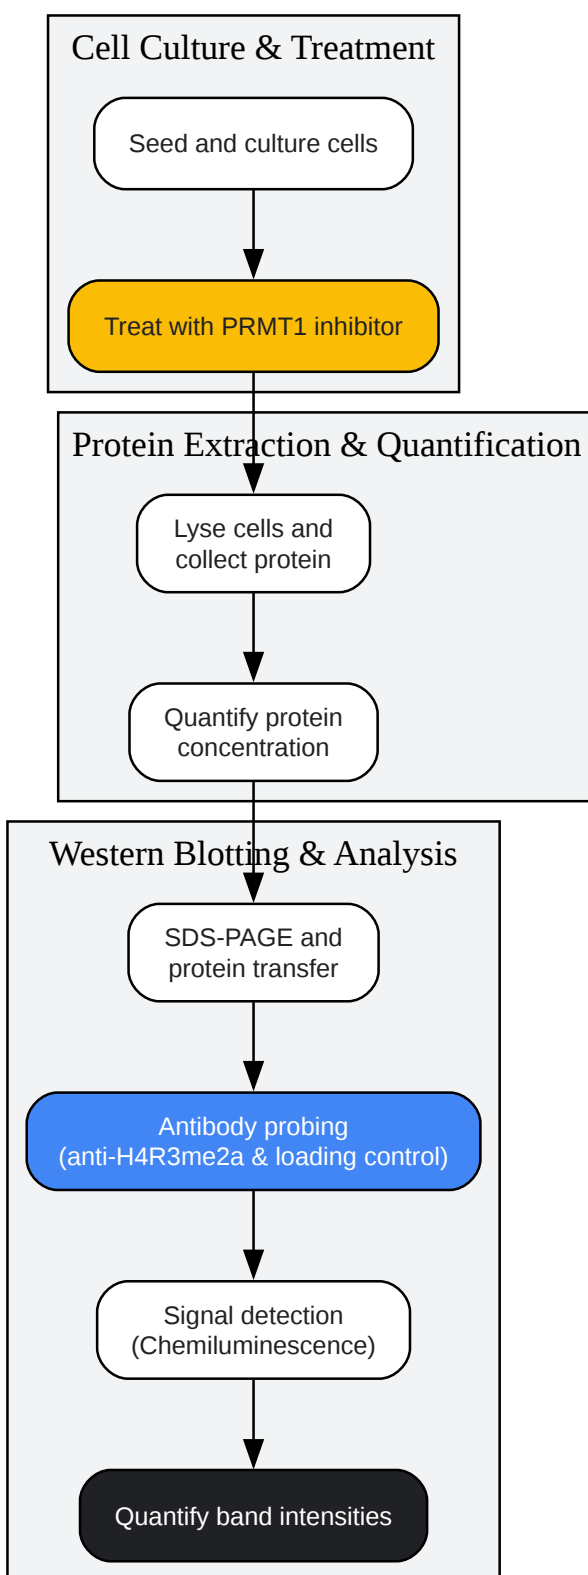 Cell Culture & Treatment
Seed and culture cells
Treat with PRMT1 inhibitor
Protein Extraction & Quantification
Lyse cells and
collect protein
Quantify protein
concentration
Western Blotting & Analysis
SDS-PAGE and
protein transfer
Antibody probing
(anti-H4R3me2a & loading control)
Signal detection
(Chemiluminescence)
Quantify band intensities